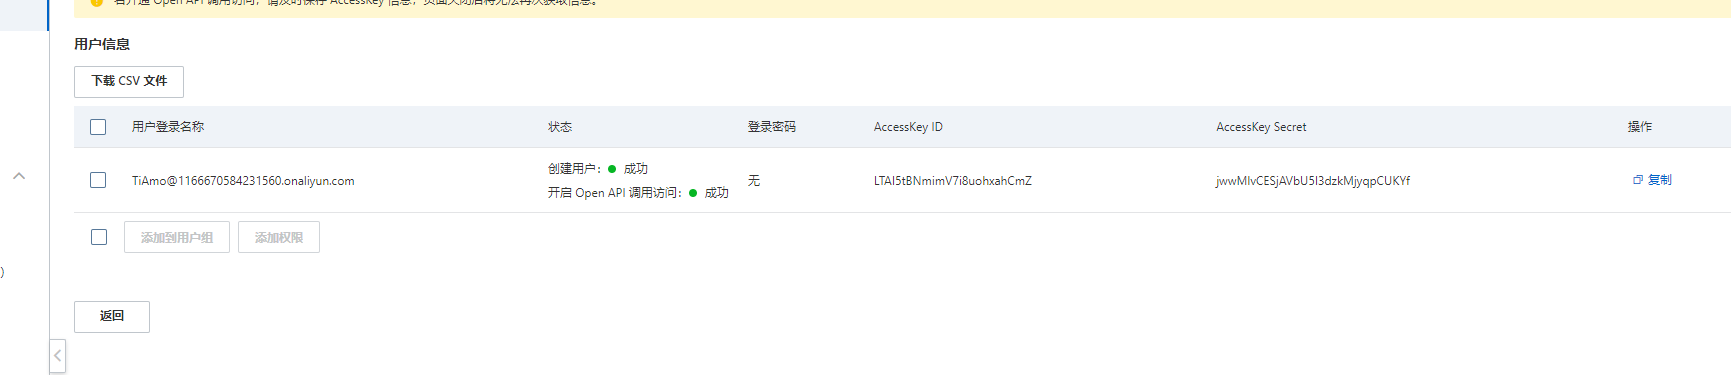 若开通 Open API 调用访问，请及时保存 AccessKey 信息，页面关闭后将无法再次获取信息。
用户信息
下载 CSV 文件
用户登录名称 状态 登录密码 AccessKey ID AccessKey Secret 操作
创建用户： 成功
TiAmo@1166670584231560.onaliyun.com 无 LTAI5tBNmimV7i8uohxahCmZ jwwMIvCESjAVbU5I3dzkMjyqpCUKYf 复制
开启 Open API 调用访问： 成功
添加到用户组 添加权限
)
返回